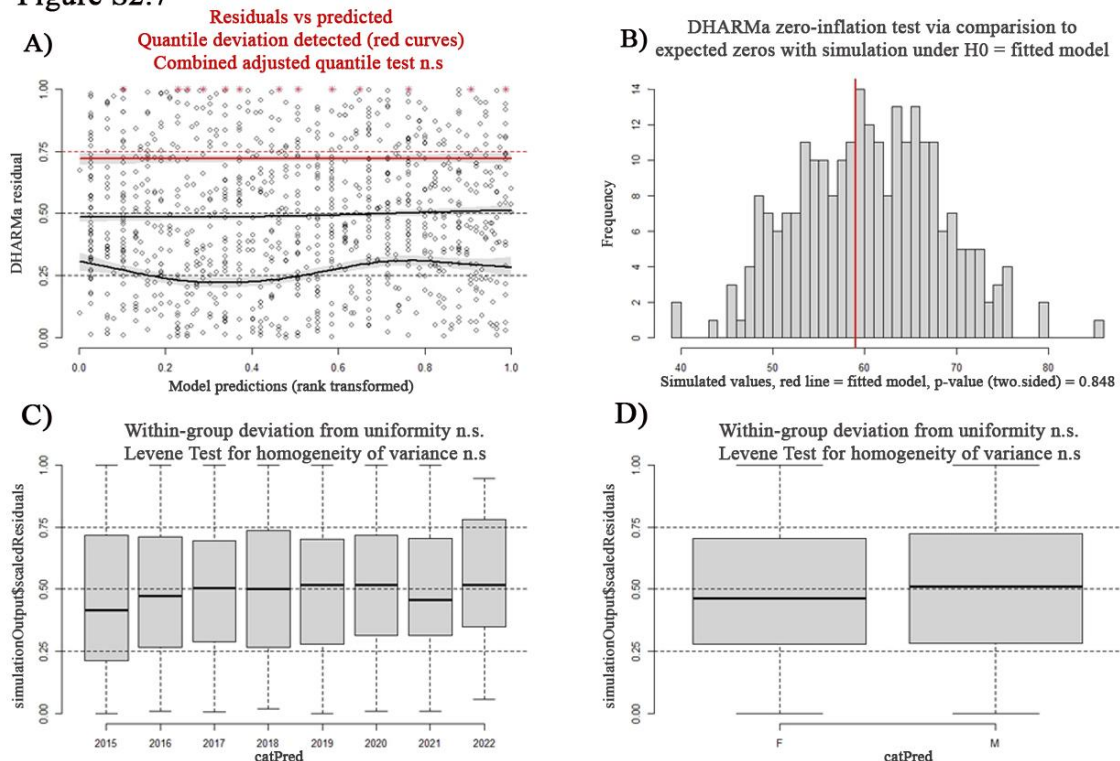 Figure S2.7
A)
Residuals vs predicted
Quantile deviation detected (red curves)
Combined adjusted quantile test n.s
DHARMa residual
1.00
0.75
0.50
0.25
0.00
0.0 0.2 0.4 0.6 0.8 1.0
Model predictions (rank transformed)
B)
DHARMa zero-inflation test via comparision to
expected zeros with simulation under H0 = fitted model
Frequency
14
12
10
8
6
4
2
0
40 50 60 70 80
Simulated values, red line = fitted model, p-value (two.sided) = 0.848
C)
Within-group deviation from uniformity n.s.
Levene Test for homogeneity of variance n.s
simulationOutput$scaledResiduals
1.00
0.75
0.50
0.25
0.00
2015 2016 2017 2018 2019 2020 2021 2022
catPred
D)
Within-group deviation from uniformity n.s.
Levene Test for homogeneity of variance n.s
simulationOutput$scaledResiduals
1.00
0.75
0.50
0.25
0.00
F M
catPred